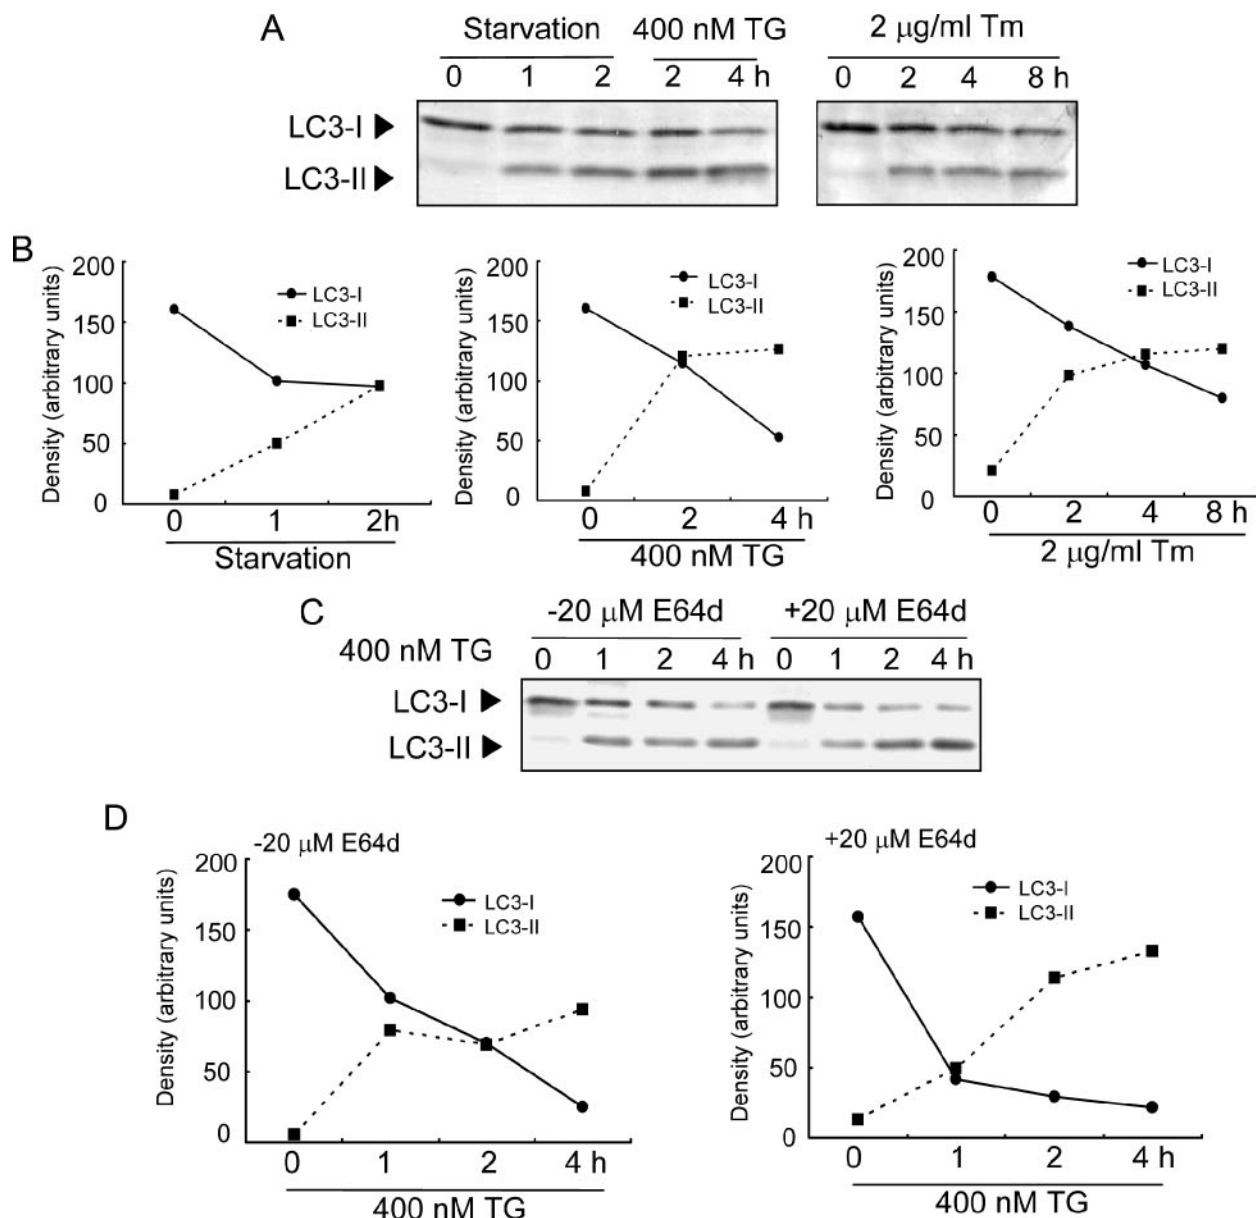 A
Starvation 400 nM TG 2 μg/ml Tm
0 1 2 2 4 h 0 2 4 8 h
LC3-I
LC3-II
B
200
150
100
50
0
Density (arbitrary units)
LC3-I
LC3-II
0 1 2h
Starvation
200
150
100
50
0
Density (arbitrary units)
LC3-I
LC3-II
0 2 4 h
400 nM TG
200
150
100
50
0
Density (arbitrary units)
LC3-I
LC3-II
0 2 4 8 h
2 μg/ml Tm
C
-20 μM E64d +20 μM E64d
400 nM TG 0 1 2 4 h 0 1 2 4 h
LC3-I
LC3-II
D
-20 μM E64d
200
150
100
50
0
Density (arbitrary units)
LC3-I
LC3-II
0 1 2 4 h
400 nM TG
+20 μM E64d
200
150
100
50
0
Density (arbitrary units)
LC3-I
LC3-II
0 1 2 4 h
400 nM TG